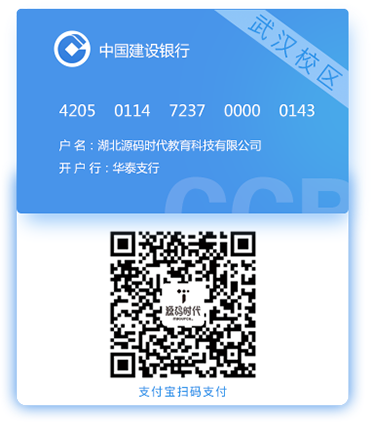 武汉校区
中国建设银行
4205 0114 7237 0000 0143
户 名：湖北源码时代教育科技有限公司
开 户 行：华泰支行
CCB
源码时代
支付宝扫码支付